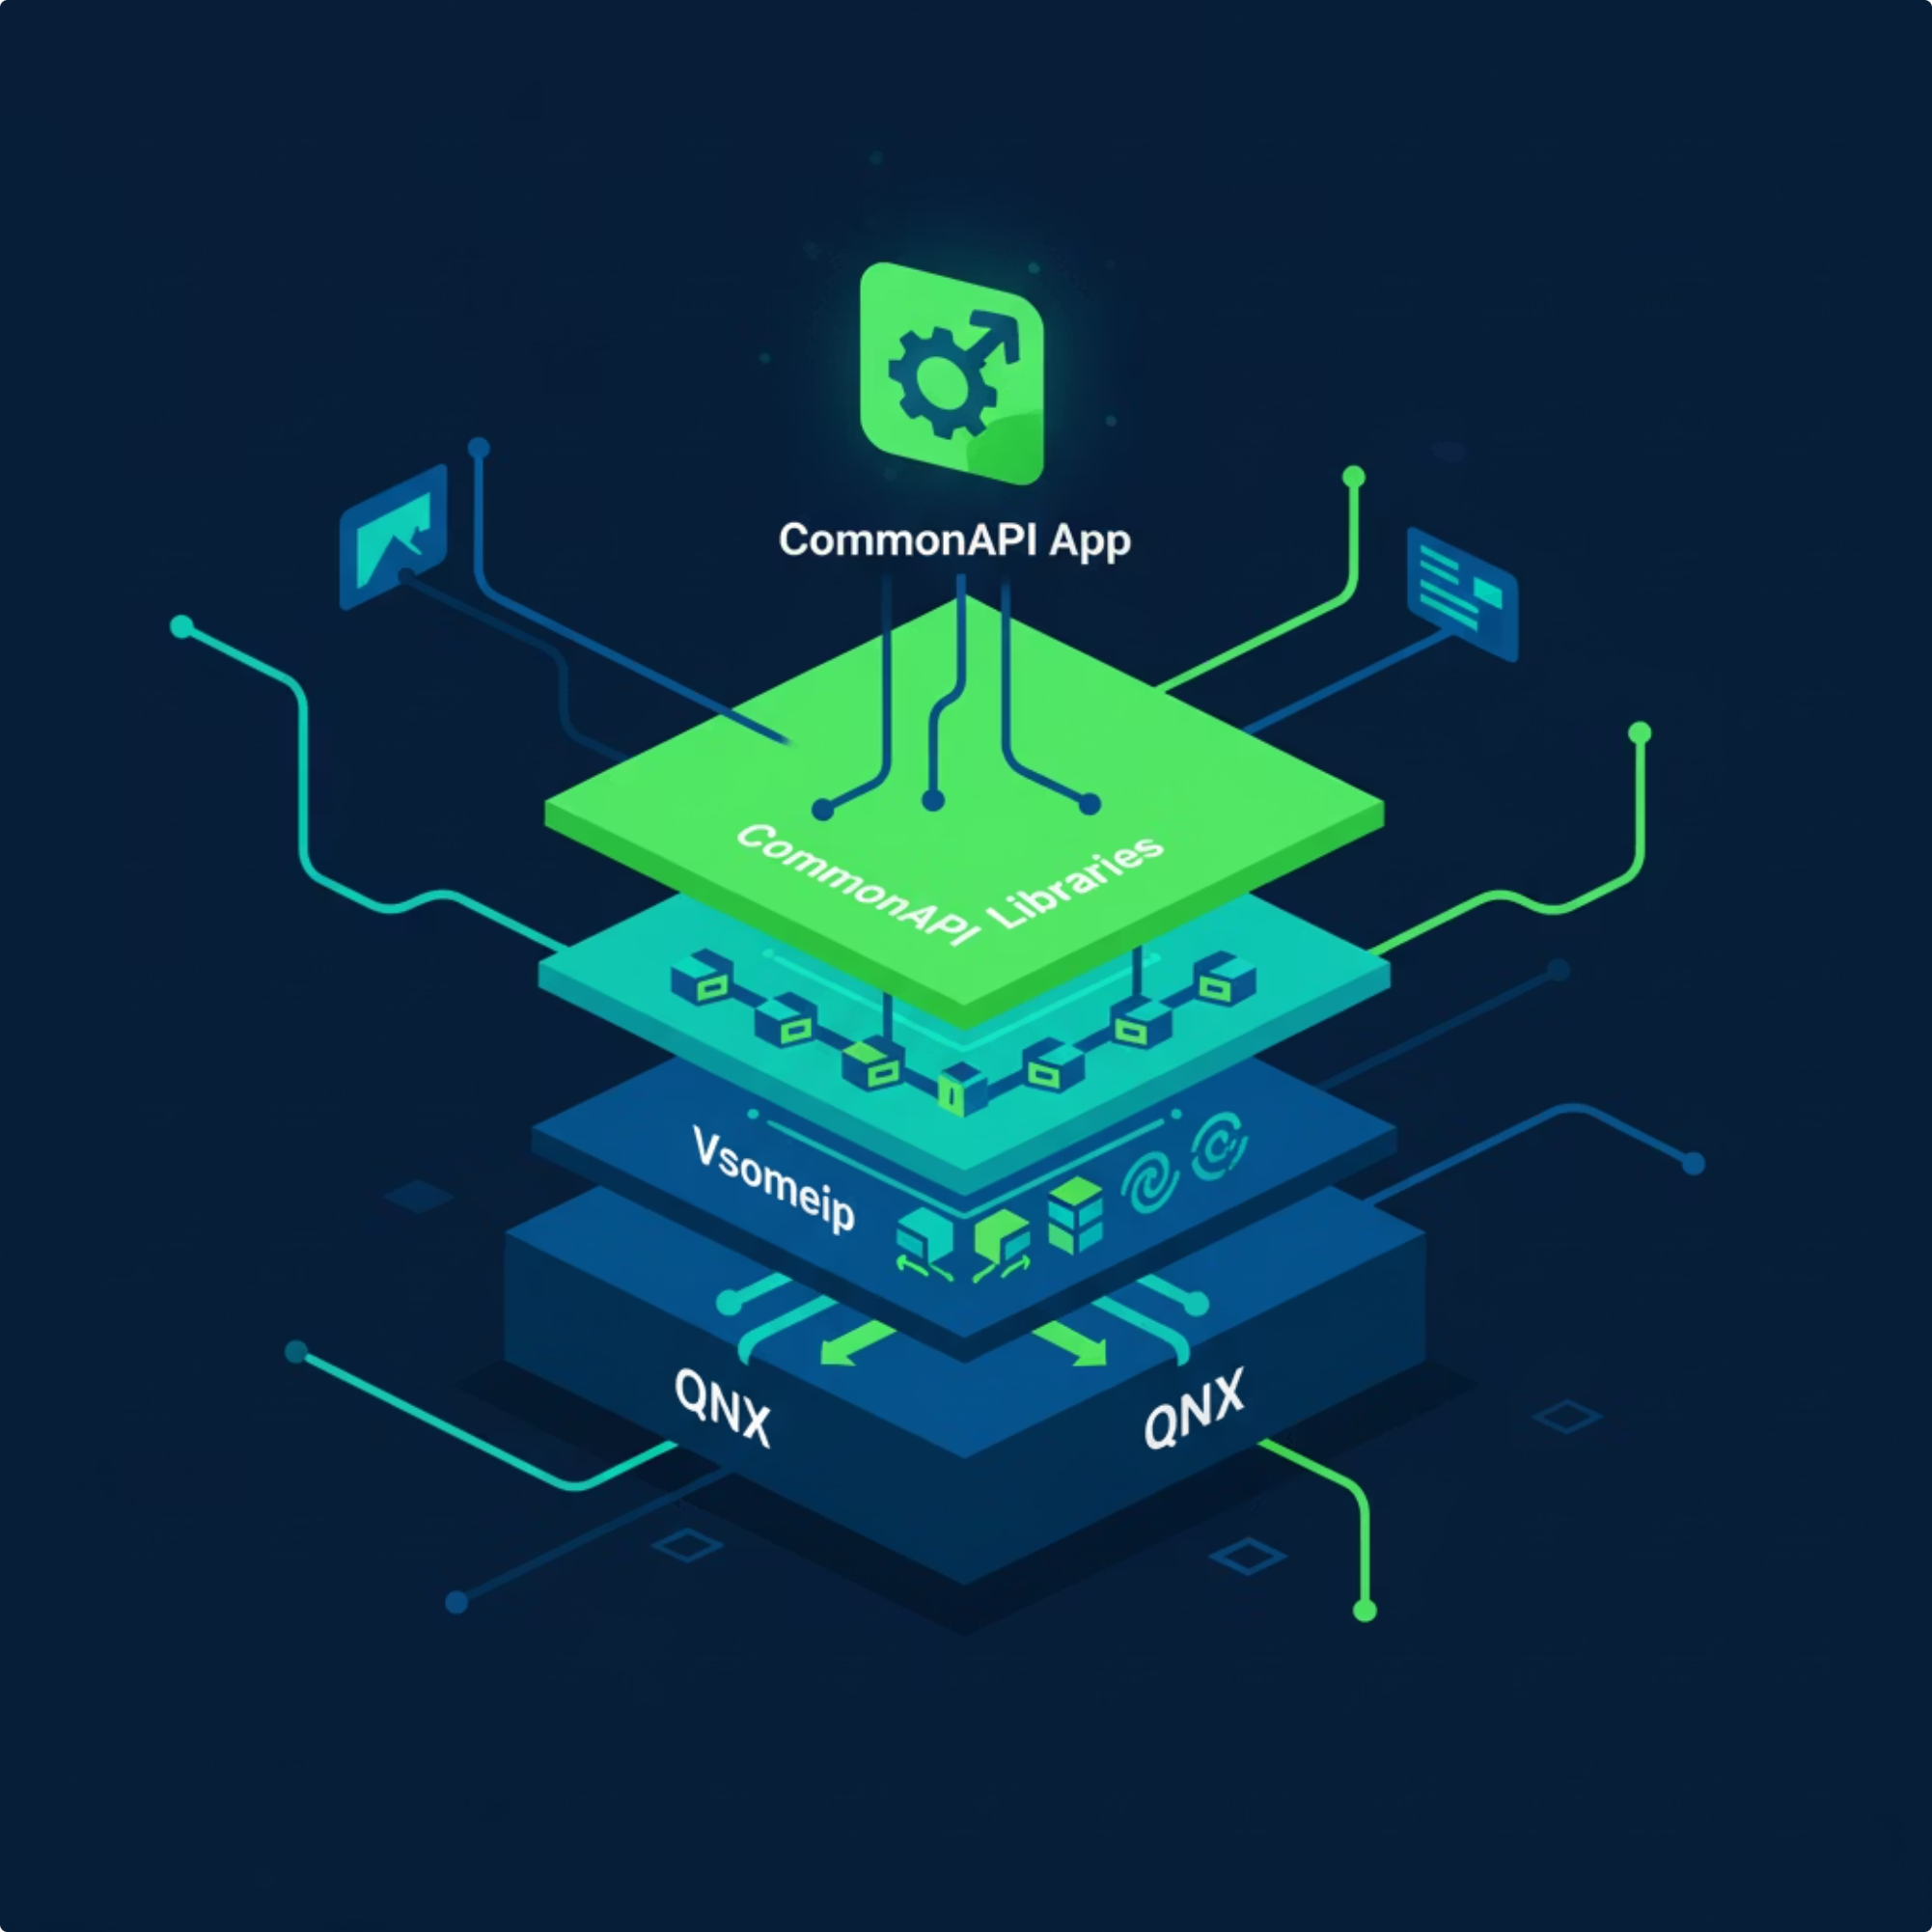 CommonAPI App
CommonAPI Libraries
Vsomeip
QNX
QNX